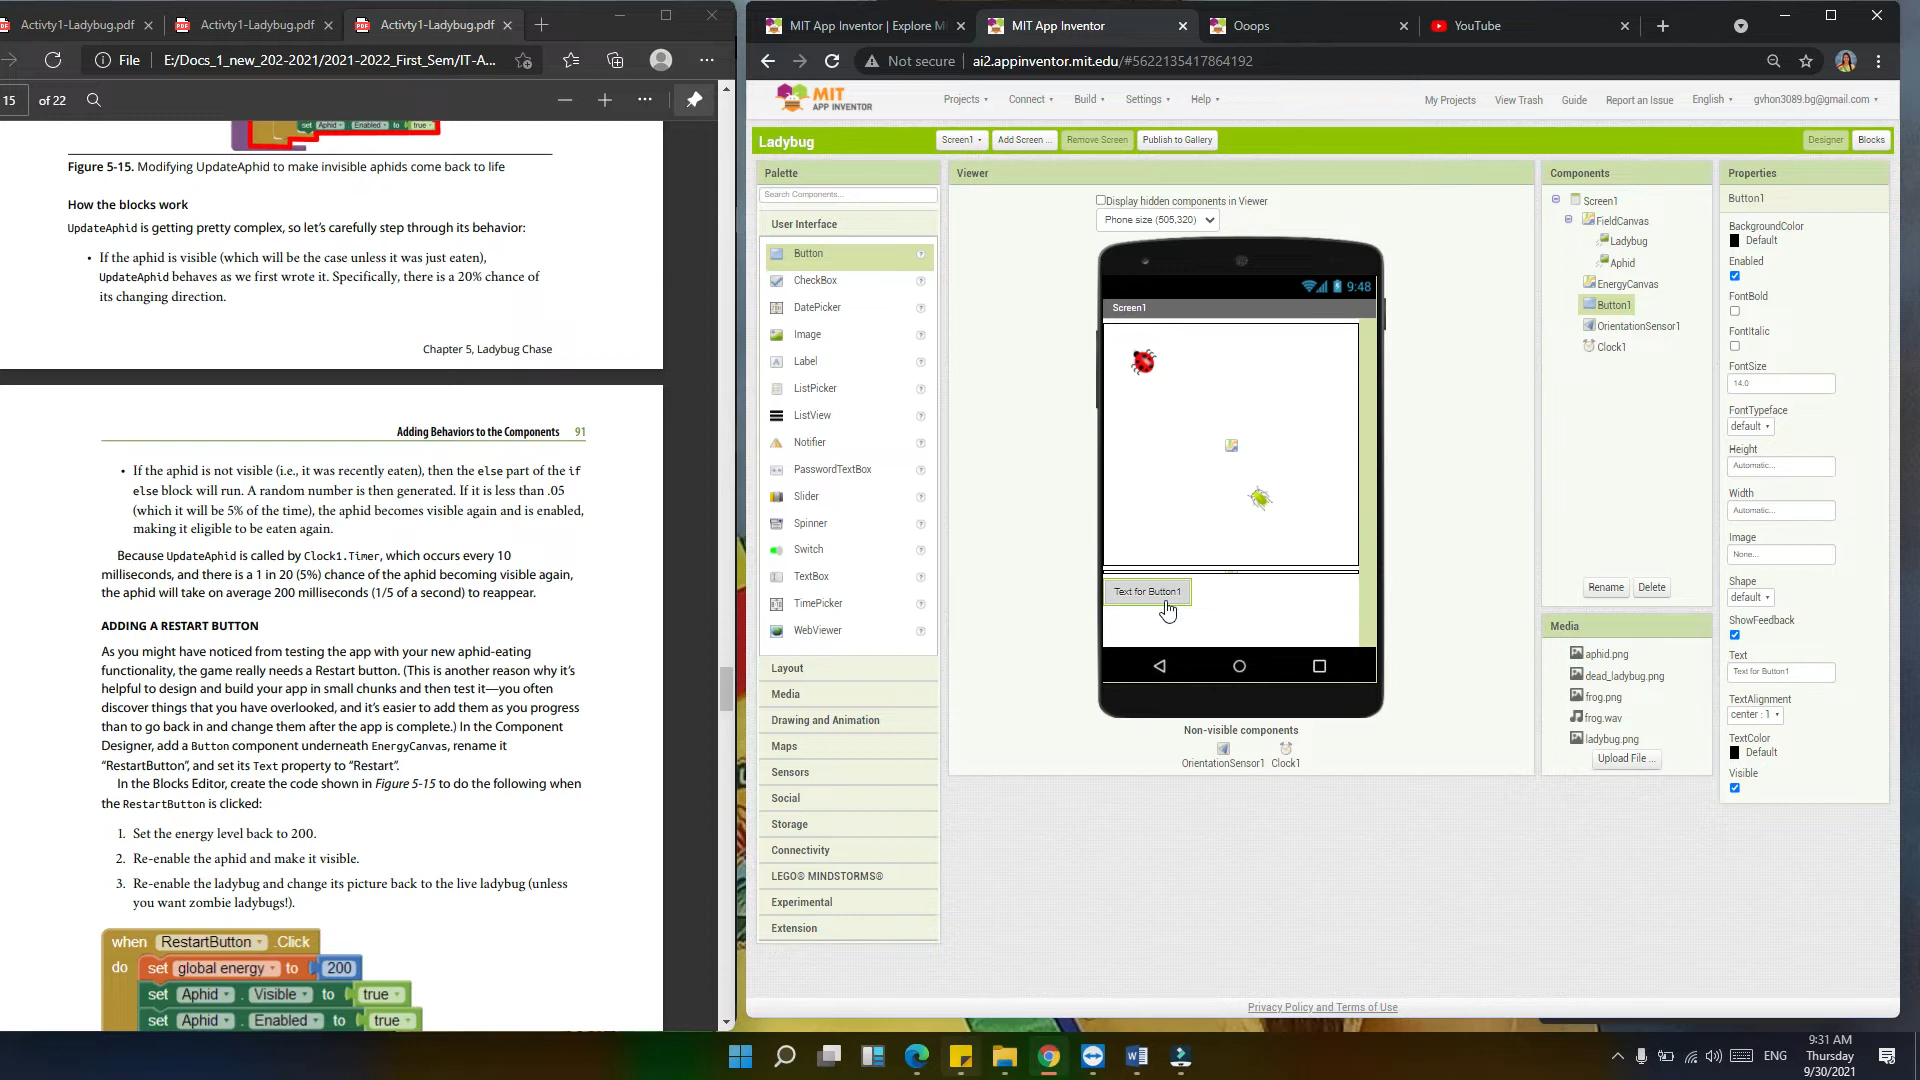 Activty1-Ladybug.pdf
Activty1-Ladybug.pdf
Activty1-Ladybug.pdf
File
E:/Docs_1_new_202-2021/2021-2022_First_Sem/IT-A...
15
of 22
set Aphid . Enabled to true
Figure 5-15. Modifying UpdateAphid to make invisible aphids come back to life
How the blocks work
UpdateAphid is getting pretty complex, so let's carefully step through its behavior:
• If the aphid is visible (which will be the case unless it was just eaten),
UpdateAphid behaves as we first wrote it. Specifically, there is a 20% chance of
its changing direction.
Chapter 5, Ladybug Chase
Adding Behaviors to the Components 91
• If the aphid is not visible (i.e., it was recently eaten), then the else part of the if
else block will run. A random number is then generated. If it is less than .05
(which it will be 5% of the time), the aphid becomes visible again and is enabled,
making it eligible to be eaten again.
Because UpdateAphid is called by Clock1.Timer, which occurs every 10
milliseconds, and there is a 1 in 20 (5%) chance of the aphid becoming visible again,
the aphid will take on average 200 milliseconds (1/5 of a second) to reappear.
ADDING A RESTART BUTTON
As you might have noticed from testing the app with your new aphid-eating
functionality, the game really needs a Restart button. (This is another reason why it's
helpful to design and build your app in small chunks and then test it—you often
discover things that you have overlooked, and it's easier to add them as you progress
than to go back in and change them after the app is complete.) In the Component
Designer, add a Button component underneath EnergyCanvas, rename it
"RestartButton", and set its Text property to "Restart".
In the Blocks Editor, create the code shown in Figure 5-15 to do the following when
the RestartButton is clicked:
1. Set the energy level back to 200.
2. Re-enable the aphid and make it visible.
3. Re-enable the ladybug and change its picture back to the live ladybug (unless
you want zombie ladybugs!).
when RestartButton .Click
do set global energy to 200
set Aphid . Visible to true
set Aphid . Enabled to true
MIT App Inventor | Explore M
MIT App Inventor
Ooops
YouTube
Not secure
ai2.appinventor.mit.edu/#5622135417864192
MIT
APP INVENTOR
Projects
Connect
Build
Settings
Help
My Projects
View Trash
Guide
Report an Issue
English
gvhon3089.bg@gmail.com
Ladybug
Screen1
Add Screen ...
Remove Screen
Publish to Gallery
Designer
Blocks
Palette
Search Components...
User Interface
Button
CheckBox
DatePicker
Image
Label
ListPicker
ListView
Notifier
PasswordTextBox
Slider
Spinner
Switch
TextBox
TimePicker
WebViewer
Layout
Media
Drawing and Animation
Maps
Sensors
Social
Storage
Connectivity
LEGO® MINDSTORMS®
Experimental
Extension
Viewer
Display hidden components in Viewer
Phone size (505,320)
9:48
Screen1
Text for Button1
Non-visible components
OrientationSensor1
Clock1
Components
Screen1
FieldCanvas
Ladybug
Aphid
EnergyCanvas
Button1
OrientationSensor1
Clock1
Rename
Delete
Media
aphid.png
dead_ladybug.png
frog.png
frog.wav
ladybug.png
Upload File ...
Properties
Button1
BackgroundColor
Default
Enabled
FontBold
FontItalic
FontSize
14.0
FontTypeface
default
Height
Automatic...
Width
Automatic...
Image
None...
Shape
default
ShowFeedback
Text
Text for Button1
TextAlignment
center : 1
TextColor
Default
Visible
Privacy Policy and Terms of Use
ENG
9:31 AM
Thursday
9/30/2021